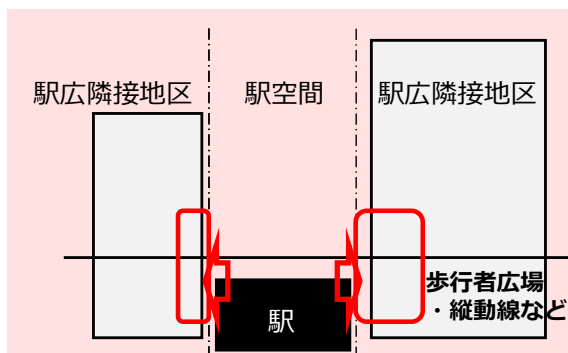 駅広隣接地区
駅空間
駅広隣接地区
歩行者広場
・縦動線など
駅